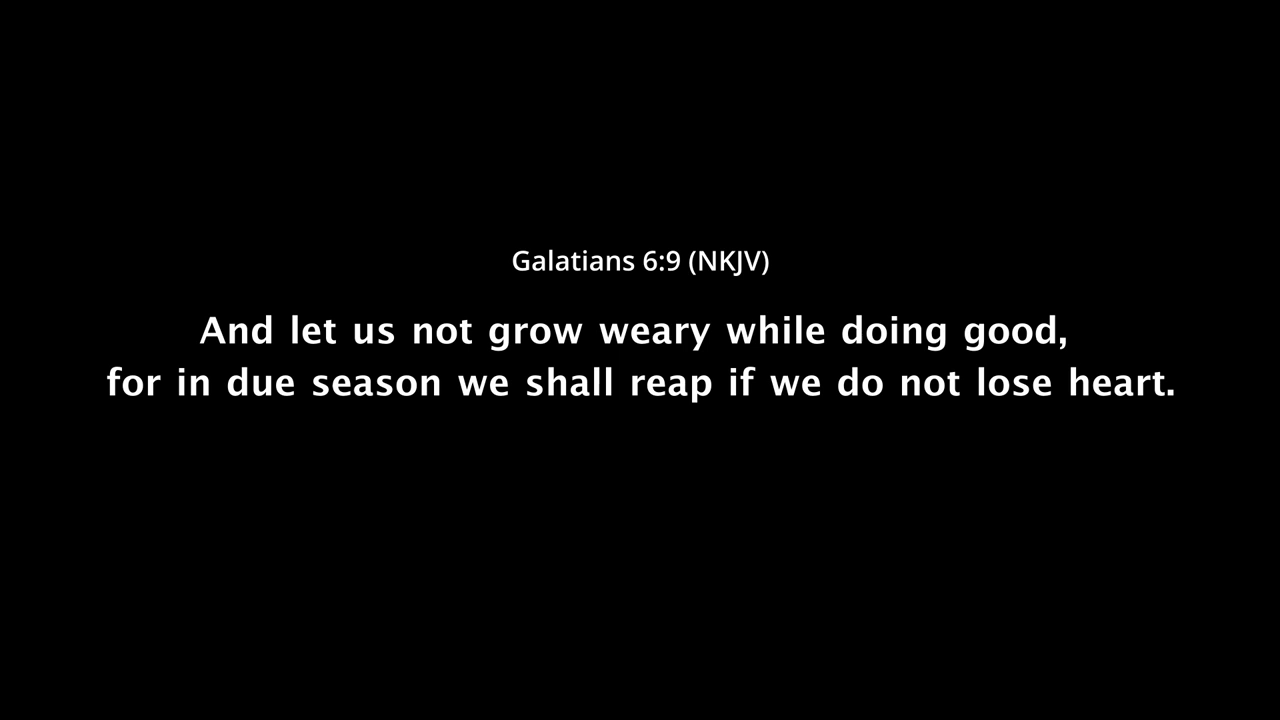 Galatians 6:9 (NKJV)
And let us not grow weary while doing good,
for in due season we shall reap if we do not lose heart.